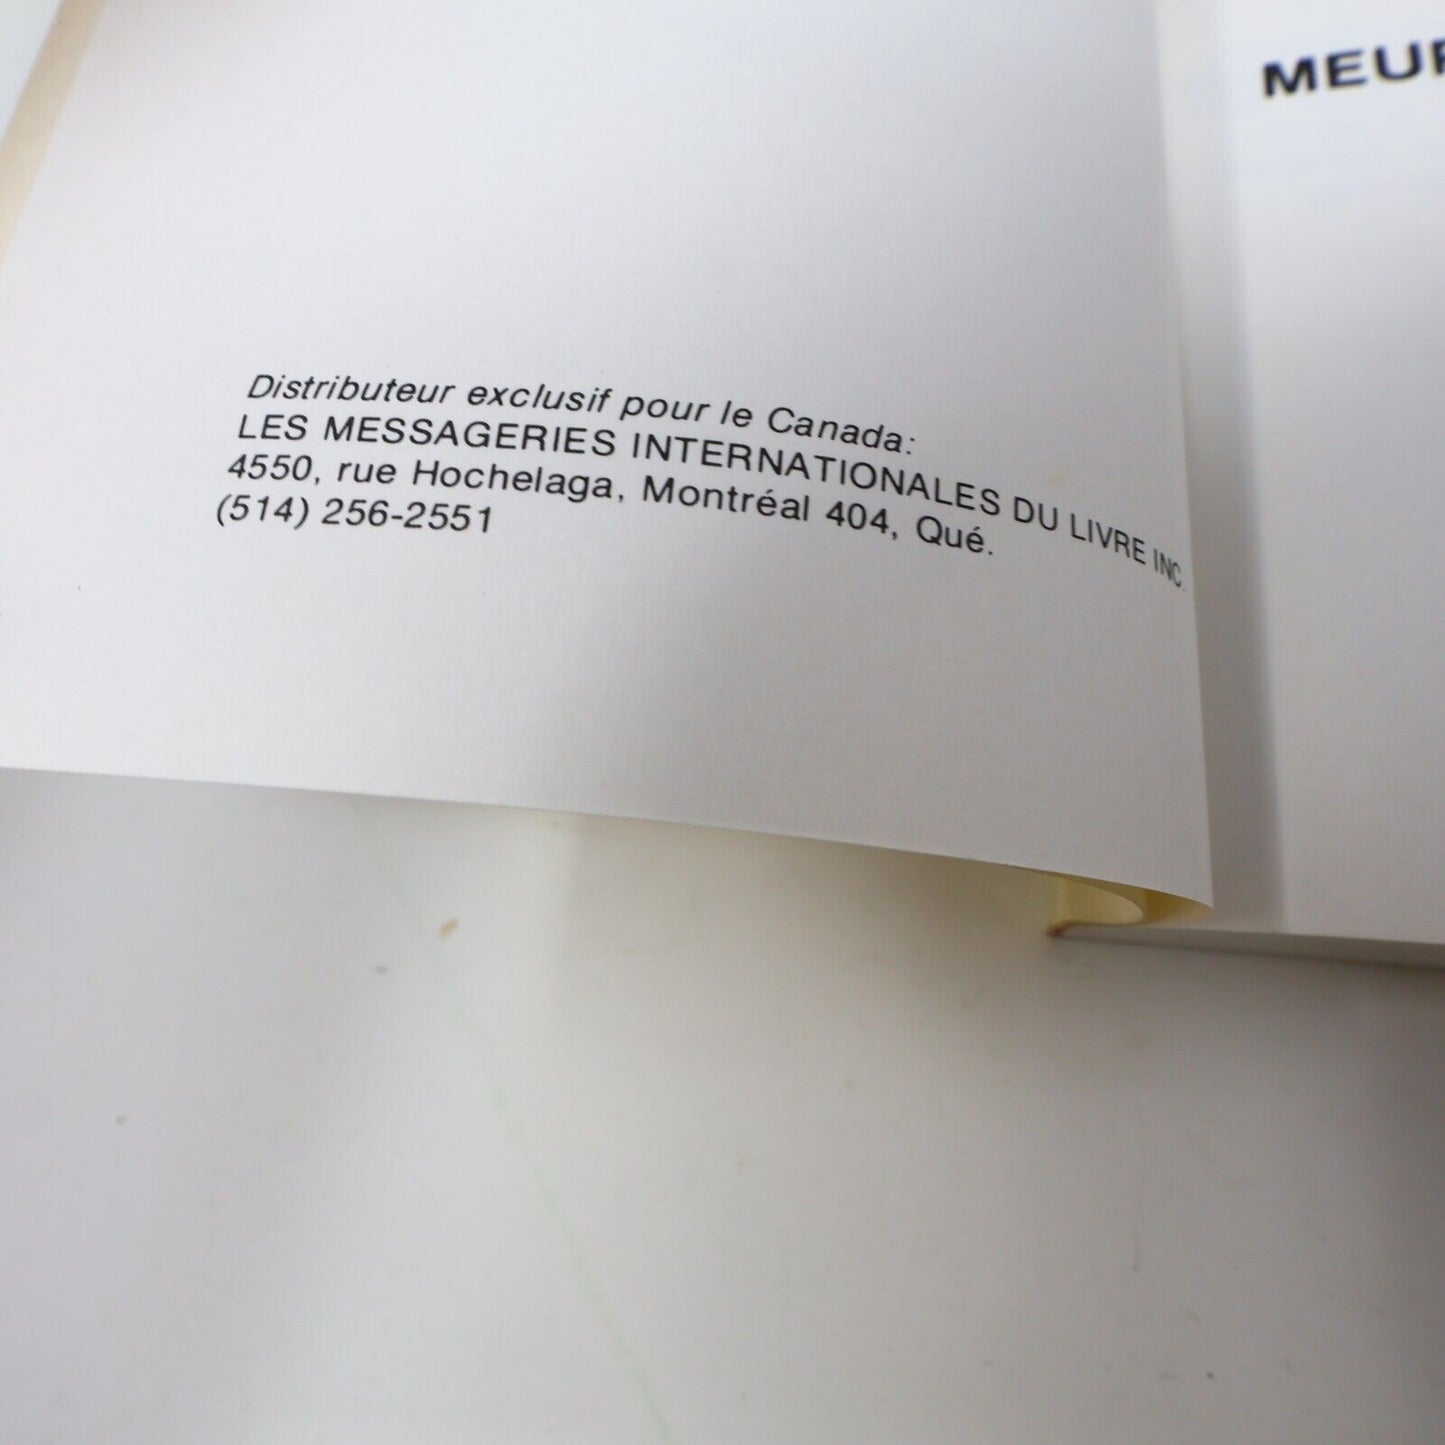 Distributeur exclusif pour le Canada:
LES MESSAGERIES INTERNATIONALES DU LIVRE INC.
4550, rue Hochelaga, Montréal 404, Qué.
(514) 256-2551